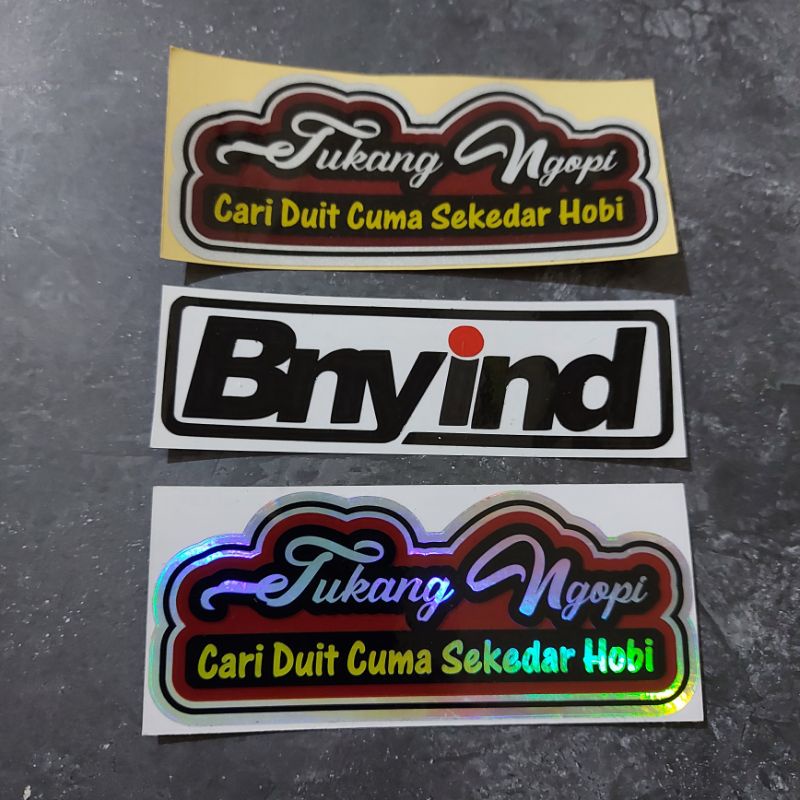 Tukang Ngopi
Cari Duit Cuma Sekedar Hobi
Bnyind
Tukang Ngopi
Cari Duit Cuma Sekedar Hobi